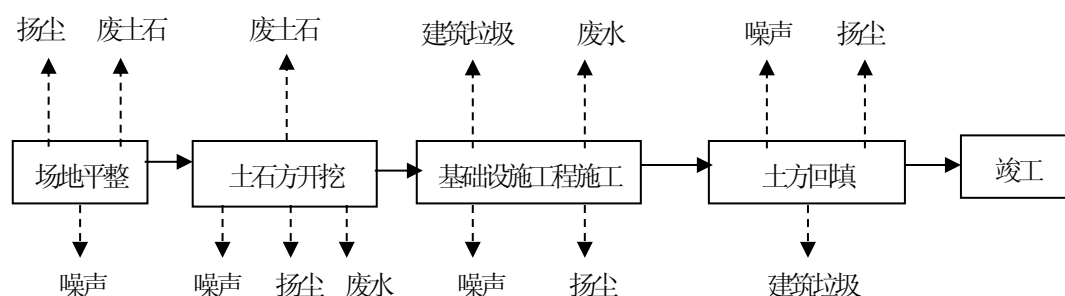 扬尘 废土石 废土石 建筑垃圾 废水 噪声 扬尘
场地平整 土石方开挖 基础设施工程施工 土方回填 竣工
噪声 噪声 扬尘 废水 噪声 扬尘 建筑垃圾